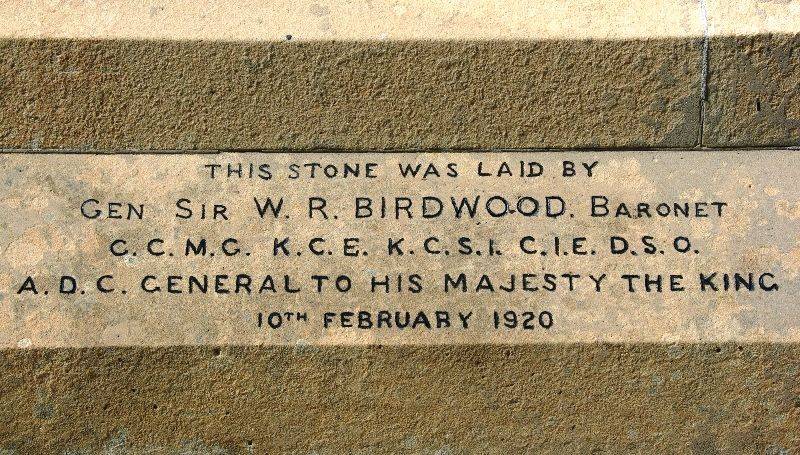 THIS STONE WAS LAID BY
GEN SIR W. R. BIRDWOOD. BARONET
G. C. M. G. K. C. E. K. C. S. I. C. I. E. D. S. O.
A. D. C. GENERAL TO HIS MAJESTY THE KING
10TH FEBRUARY 1920